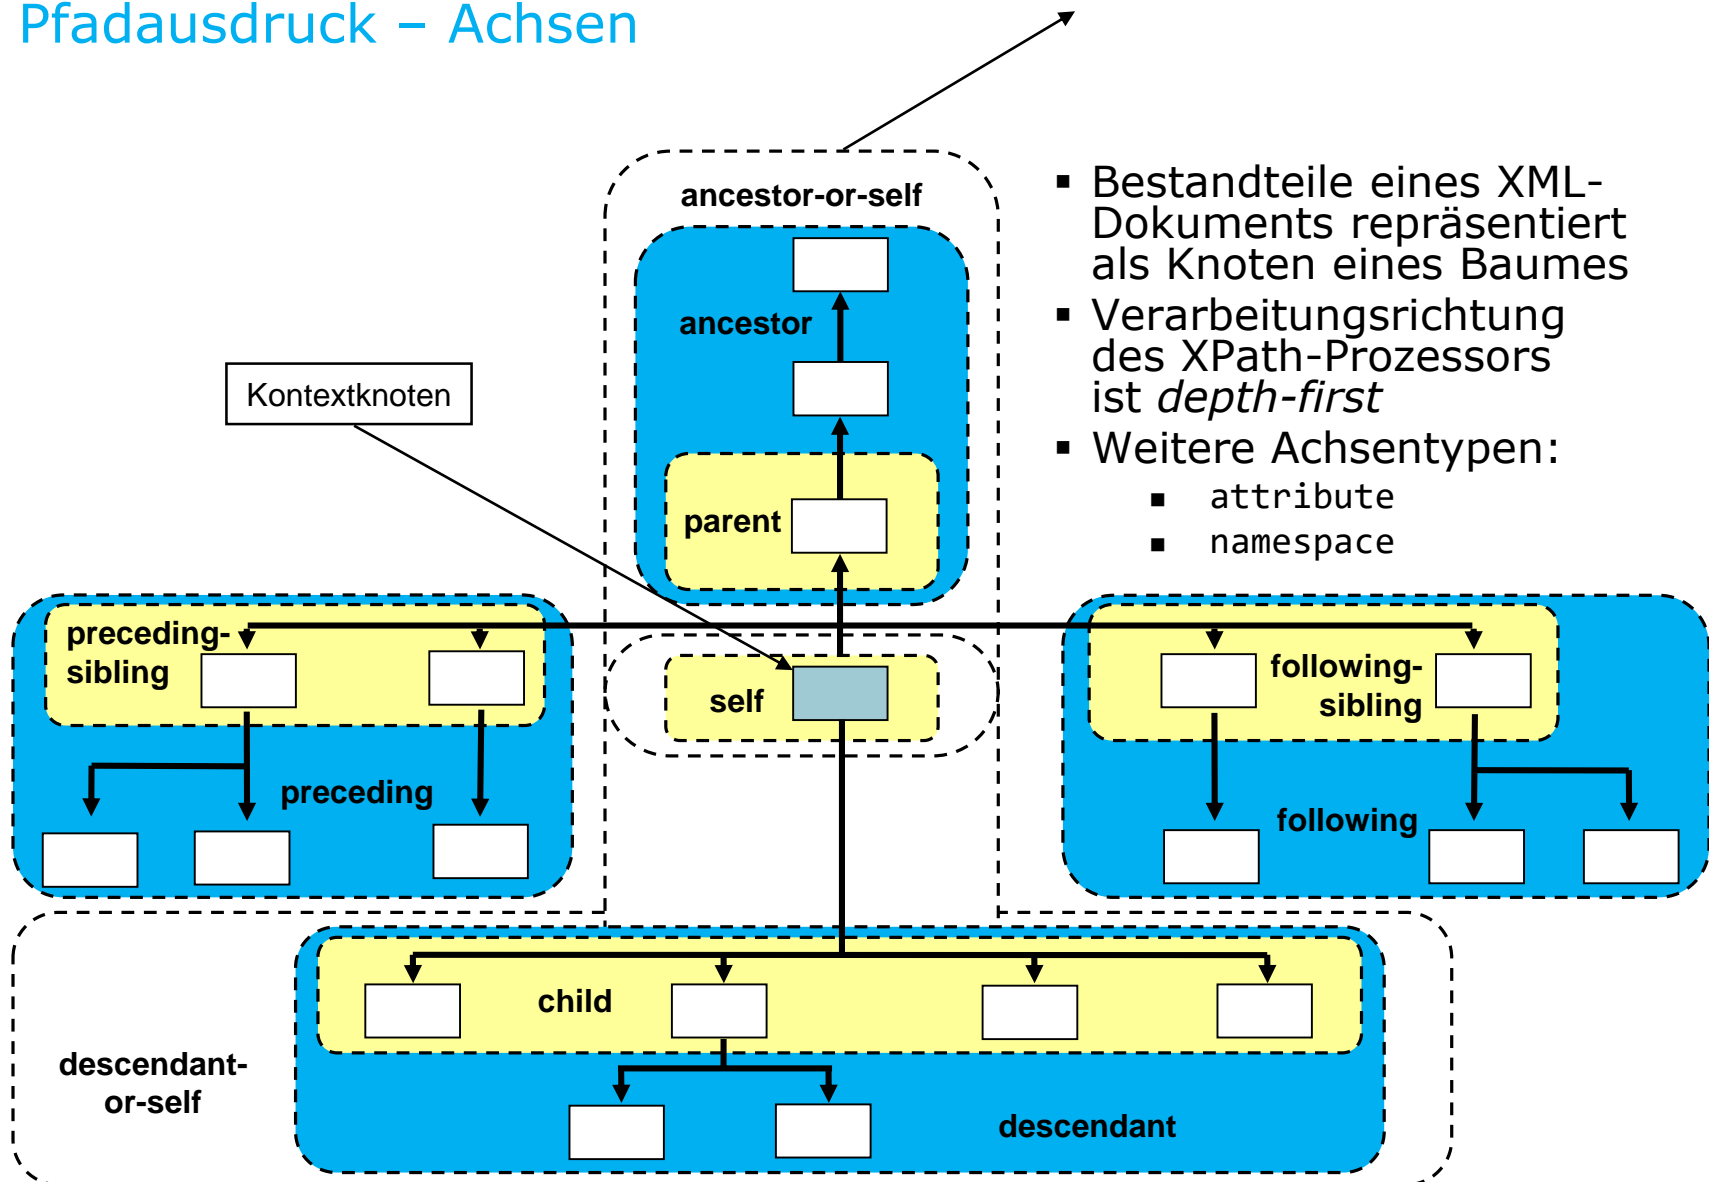 Pfadausdruck – Achsen
ancestor-or-self
ancestor
Kontextknoten
parent
▪ Bestandteile eines XML-
Dokuments repräsentiert
als Knoten eines Baumes
▪ Verarbeitungsrichtung
des XPath-Prozessors
ist depth-first
▪ Weitere Achsentypen:
▪ attribute
▪ namespace
preceding-
sibling
self
following-
sibling
preceding
following
child
descendant-
or-self
descendant